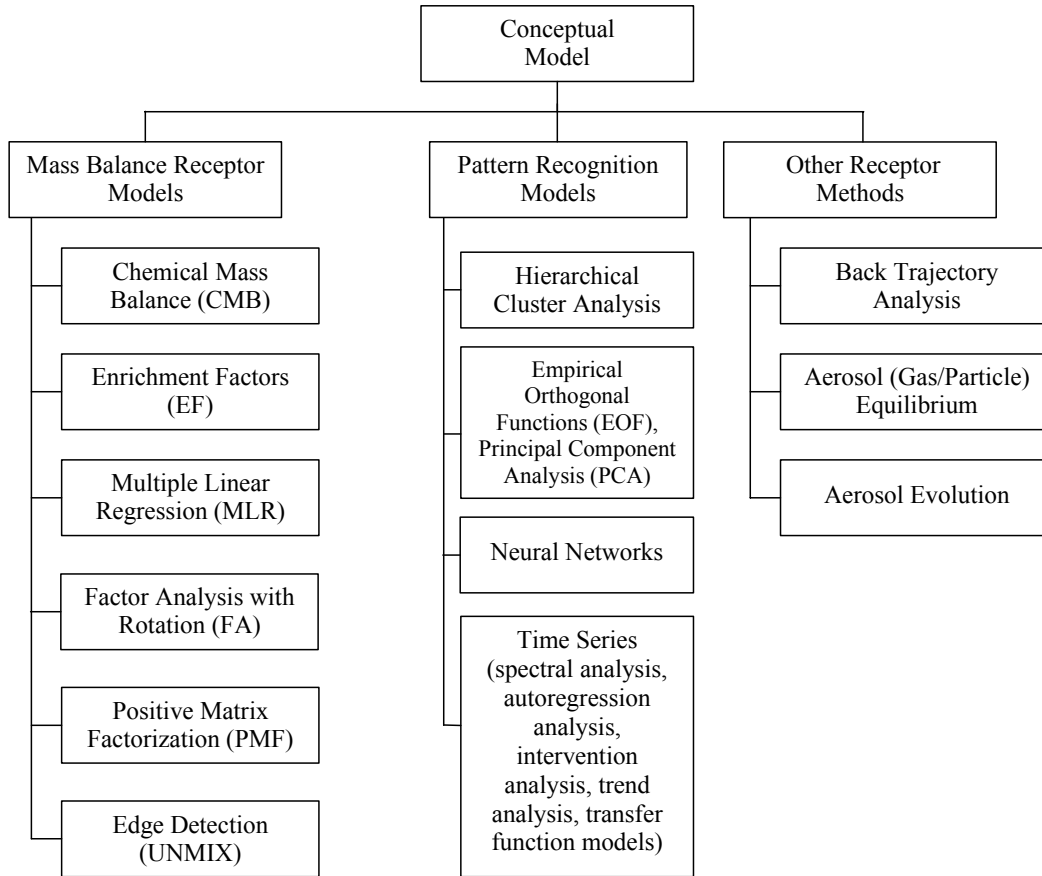 Conceptual
Model
Mass Balance Receptor
Models
Chemical Mass
Balance (CMB)
Enrichment Factors
(EF)
Multiple Linear
Regression (MLR)
Factor Analysis with
Rotation (FA)
Positive Matrix
Factorization (PMF)
Edge Detection
(UNMIX)
Pattern Recognition
Models
Hierarchical
Cluster Analysis
Empirical
Orthogonal
Functions (EOF),
Principal Component
Analysis (PCA)
Neural Networks
Time Series
(spectral analysis,
autoregression
analysis,
intervention
analysis, trend
analysis, transfer
function models)
Other Receptor
Methods
Back Trajectory
Analysis
Aerosol (Gas/Particle)
Equilibrium
Aerosol Evolution